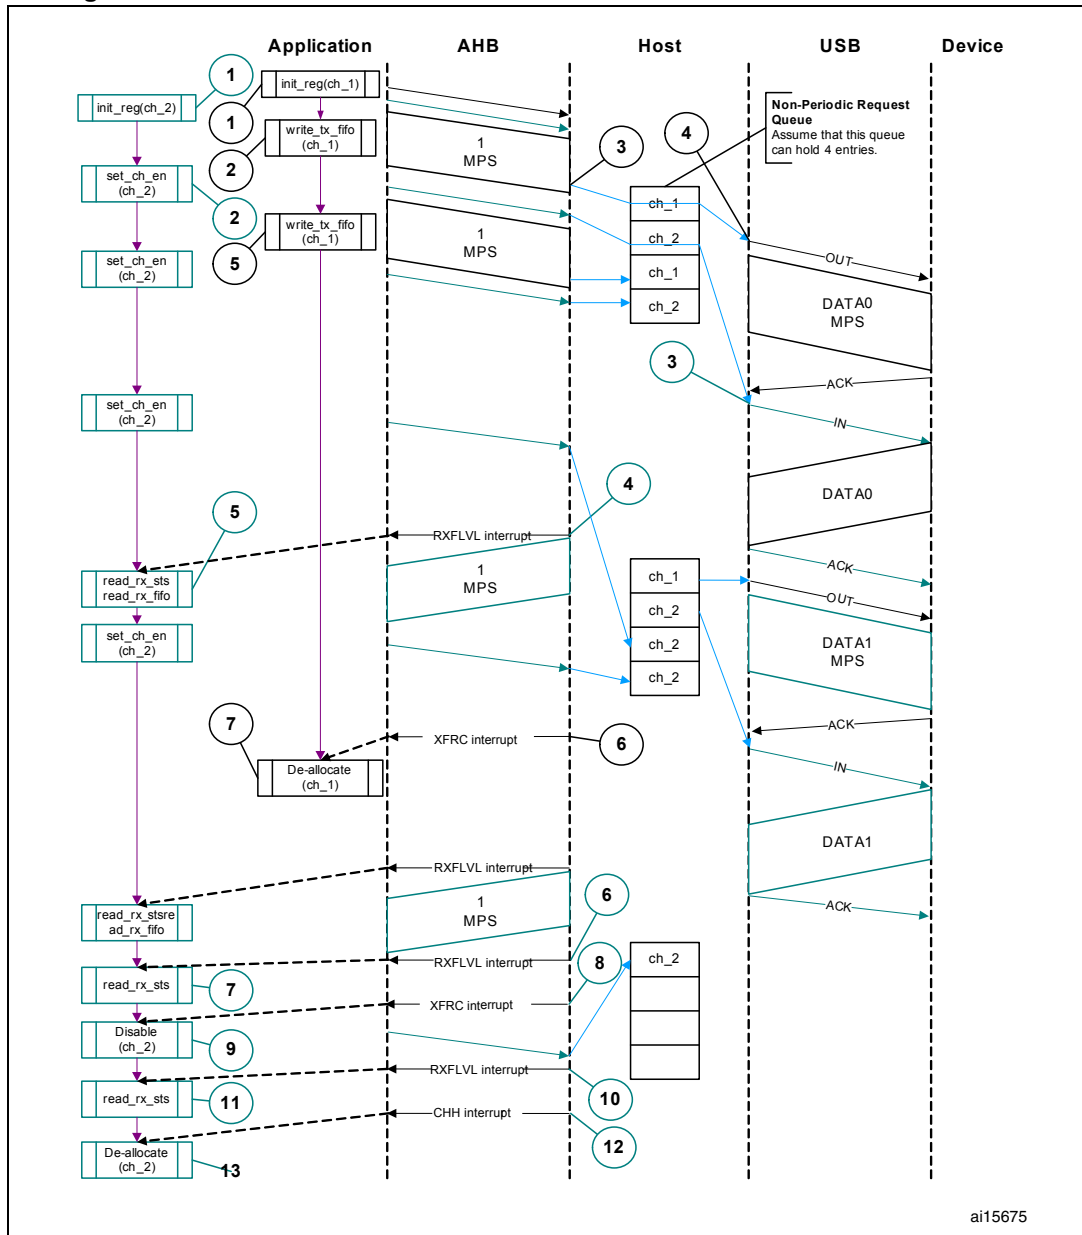 Application AHB Host USB Device
1
init_reg(ch_2)
init_reg(ch_1)
1
write_tx_fifo
(ch_1)
2
set_ch_en
(ch_2)
2
1
MPS
3
4
Non-Periodic Request
Queue
Assume that this queue
can hold 4 entries.
ch_1
ch_2
ch_1
ch_2
write_tx_fifo
(ch_1)
5
set_ch_en
(ch_2)
1
MPS
OUT
DATA0
MPS
3
ACK
set_ch_en
(ch_2)
IN
DATA0
4
5
RXFLVL interrupt
ACK
read_rx_sts
read_rx_fifo
1
MPS
ch_1
ch_2
ch_2
ch_2
OUT
set_ch_en
(ch_2)
DATA1
MPS
7
XFRC interrupt
6
ACK
De-allocate
(ch_1)
IN
DATA1
RXFLVL interrupt
read_rx_stsre
ad_rx_fifo
1
MPS
6
ACK
RXFLVL interrupt
8
ch_2
read_rx_sts
7
XFRC interrupt
Disable
(ch_2)
9
RXFLVL interrupt
read_rx_sts
11
10
CHH interrupt
12
De-allocate
(ch_2)
13
ai15675